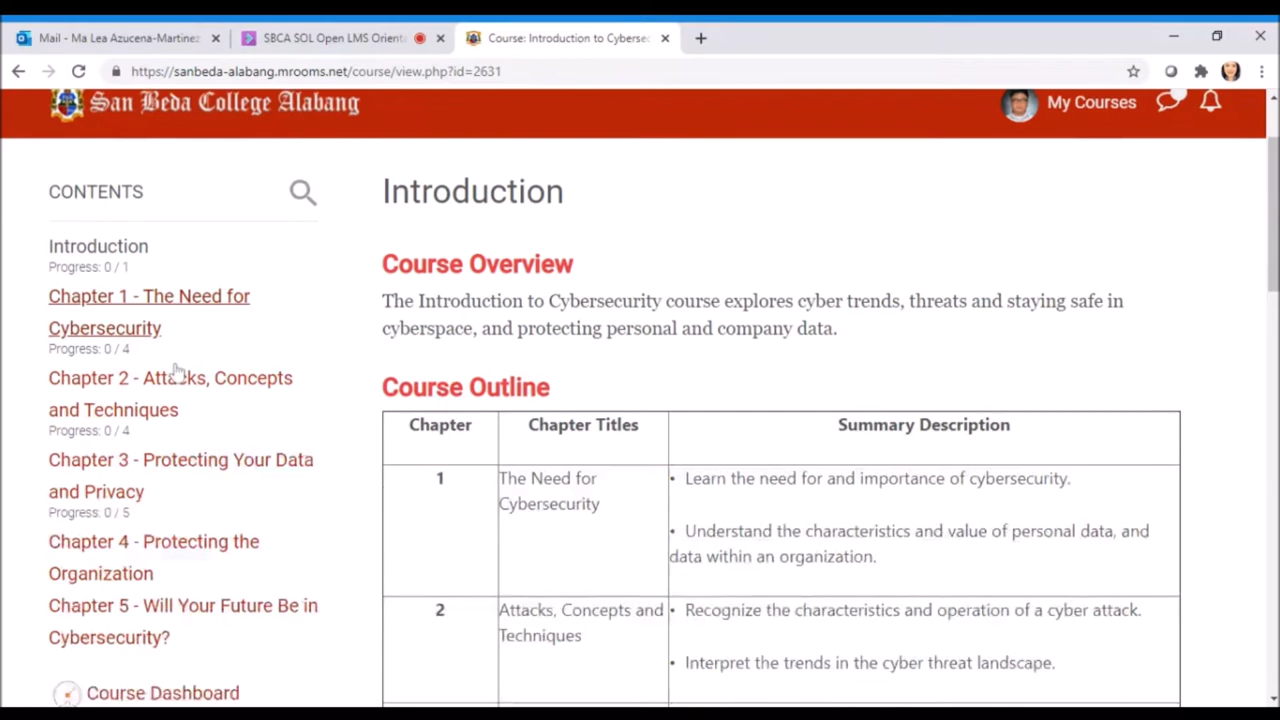 Mail - Ma Lea Azucena-Martinez
SBCA SOL Open LMS Orient
Course: Introduction to Cybersec
https://sanbeda-alabang.mrooms.net/course/view.php?id=2631
San Beda College Alabang
My Courses
CONTENTS
Introduction
Progress: 0 / 1
Chapter 1 - The Need for
Cybersecurity
Progress: 0 / 4
Chapter 2 - Attacks, Concepts
and Techniques
Progress: 0 / 4
Chapter 3 - Protecting Your Data
and Privacy
Progress: 0 / 5
Chapter 4 - Protecting the
Organization
Chapter 5 - Will Your Future Be in
Cybersecurity?
Course Dashboard
Introduction
Course Overview
The Introduction to Cybersecurity course explores cyber trends, threats and staying safe in
cyberspace, and protecting personal and company data.
Course Outline
Chapter Chapter Titles Summary Description
1
The Need for
Cybersecurity
• Learn the need for and importance of cybersecurity.
• Understand the characteristics and value of personal data, and
data within an organization.
2
Attacks, Concepts and
Techniques
• Recognize the characteristics and operation of a cyber attack.
• Interpret the trends in the cyber threat landscape.